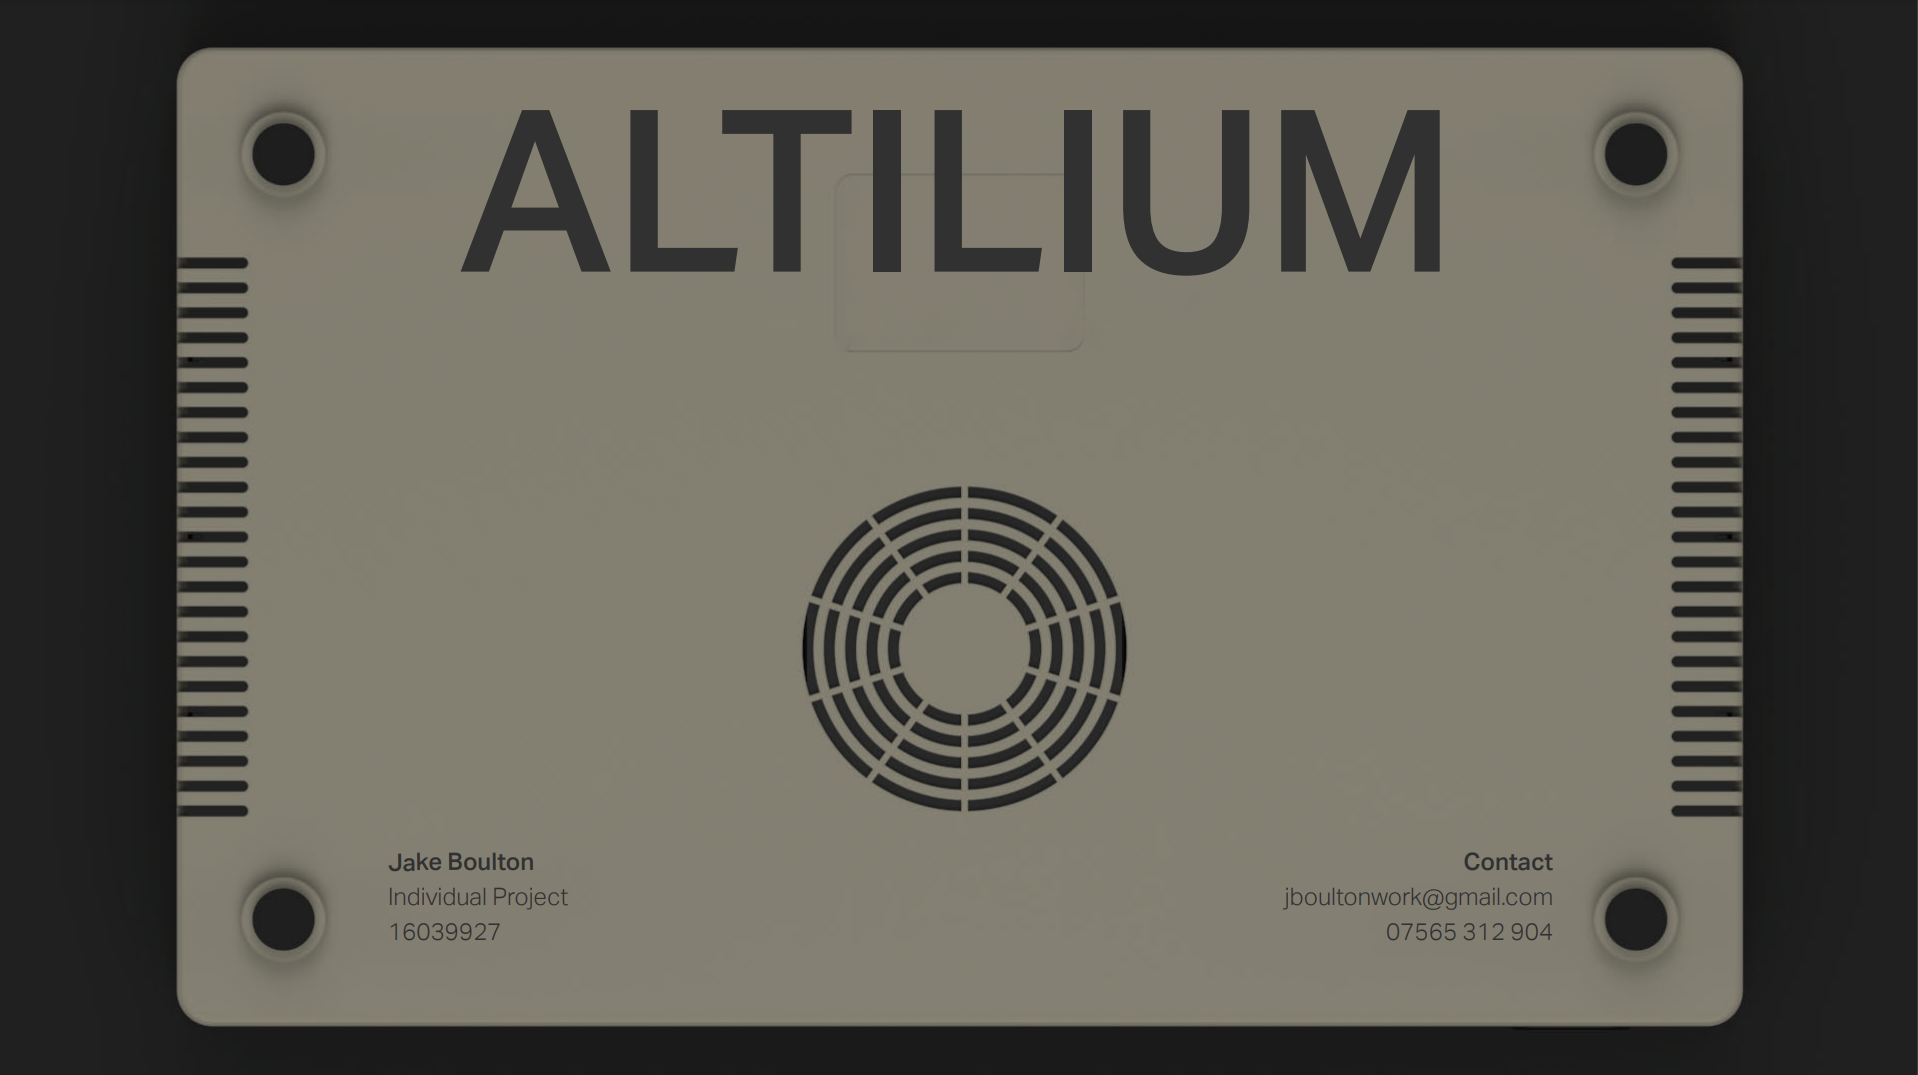 ALTILIUM
Jake Boulton
Individual Project
16039927
Contact
jboultonwork@gmail.com
07565 312 904